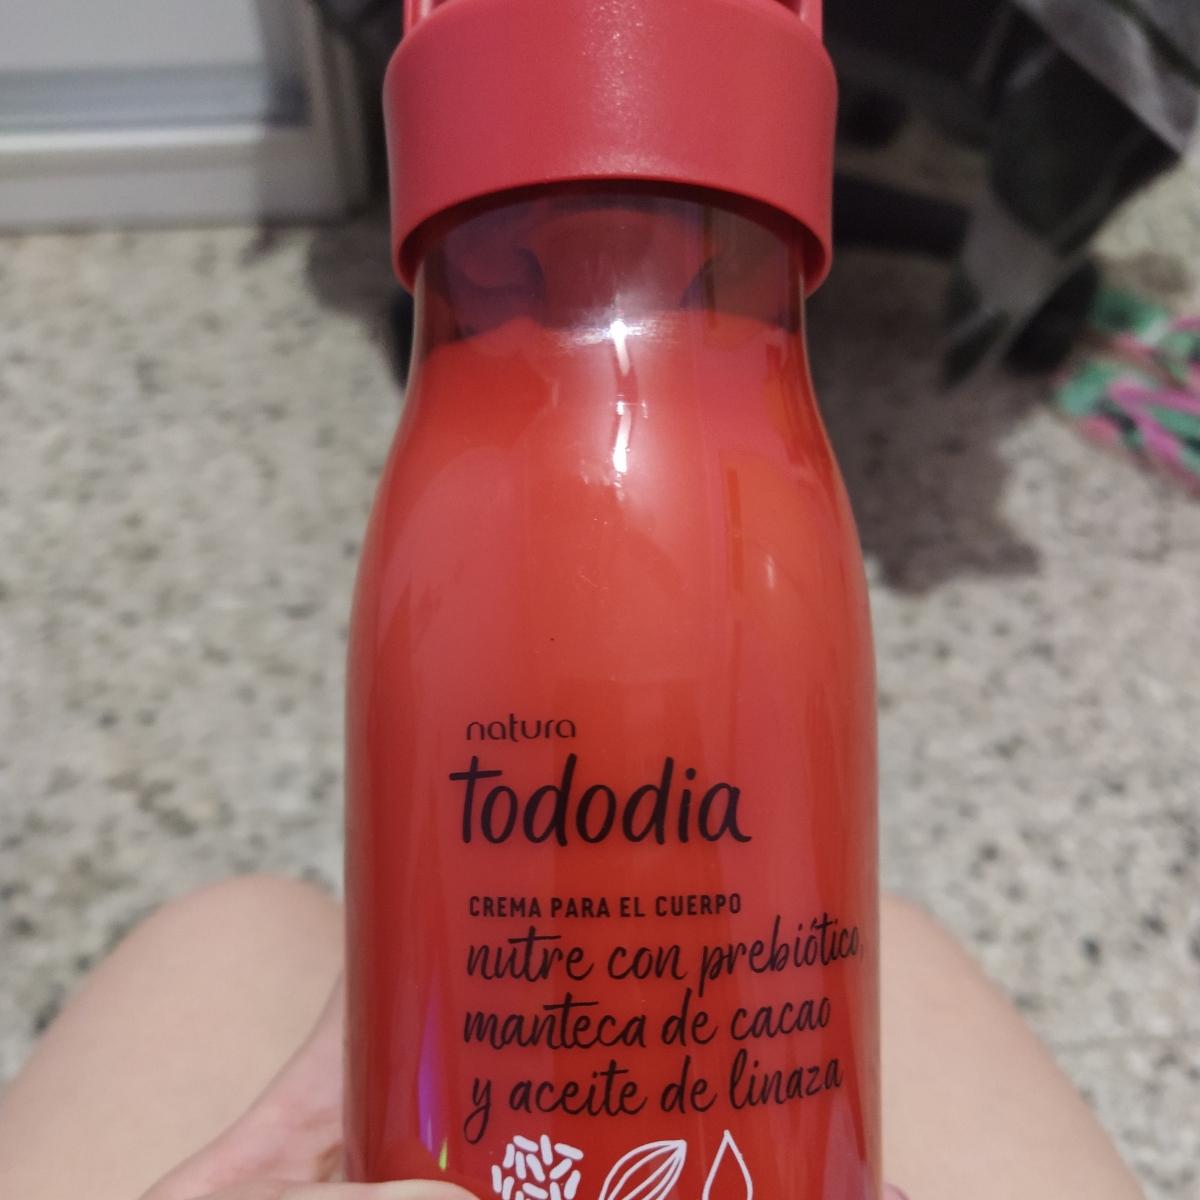 natura
tododia
CREMA PARA EL CUERPO
nutre con prebiótico,
manteca de cacao
y aceite de linaza